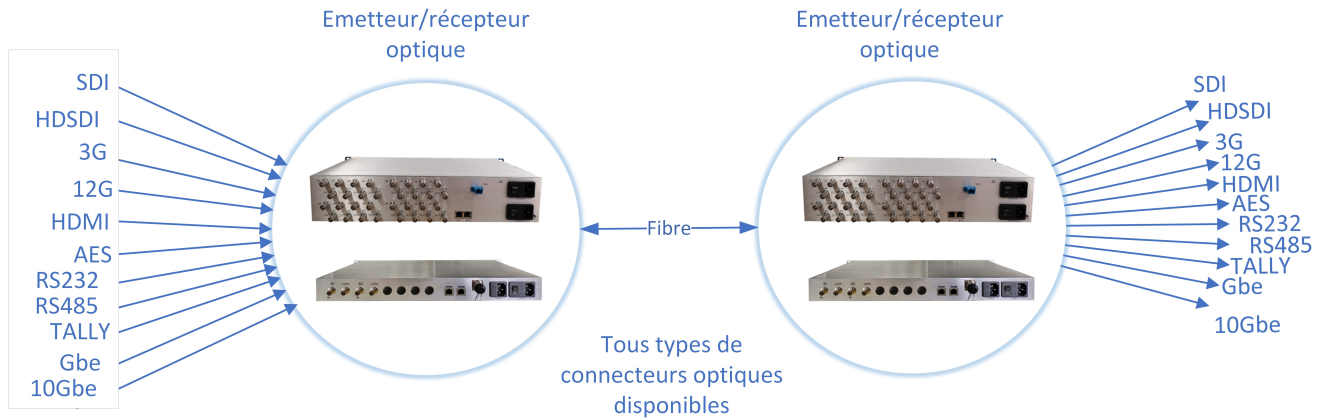 Emetteur/récepteur
optique
Emetteur/récepteur
optique
SDI
HDSDI
3G
12G
HDMI
AES
RS232
RS485
TALLY
Gbe
10Gbe
Fibre
Tous types de
connecteurs optiques
disponibles
SDI
HDSDI
3G
12G
HDMI
AES
RS232
RS485
TALLY
Gbe
10Gbe